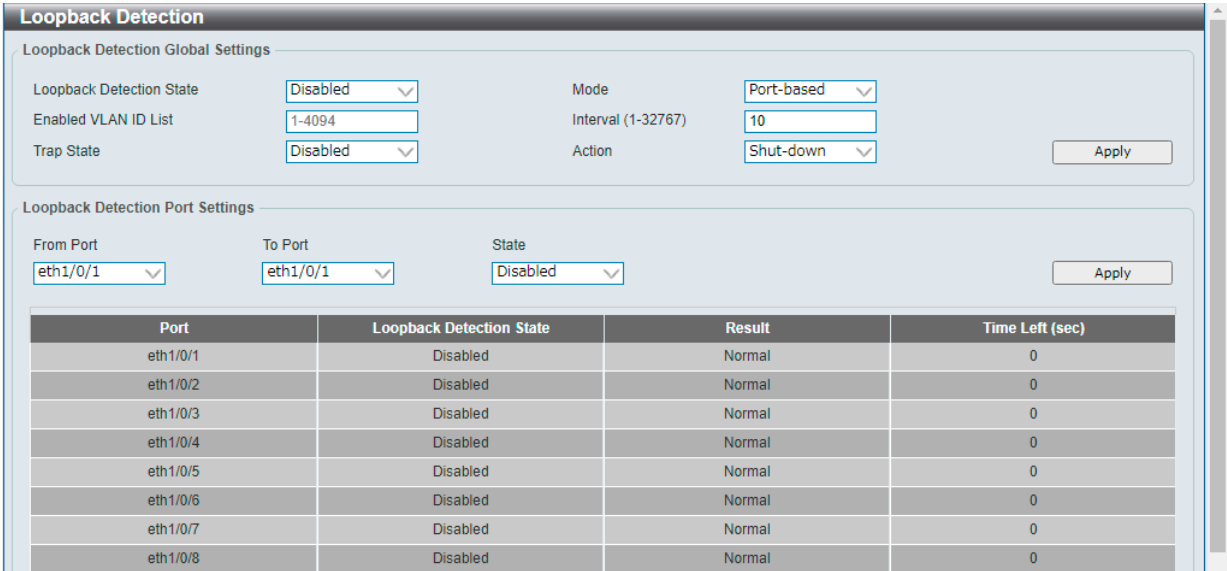 Loopback Detection
Loopback Detection Global Settings
Loopback Detection State Disabled Mode Port-based
Enabled VLAN ID List 1-4094 Interval (1-32767) 10
Trap State Disabled Action Shut-down Apply
Loopback Detection Port Settings
From Port To Port State
eth1/0/1 eth1/0/1 Disabled Apply
Port Loopback Detection State Result Time Left (sec)
eth1/0/1 Disabled Normal 0
eth1/0/2 Disabled Normal 0
eth1/0/3 Disabled Normal 0
eth1/0/4 Disabled Normal 0
eth1/0/5 Disabled Normal 0
eth1/0/6 Disabled Normal 0
eth1/0/7 Disabled Normal 0
eth1/0/8 Disabled Normal 0